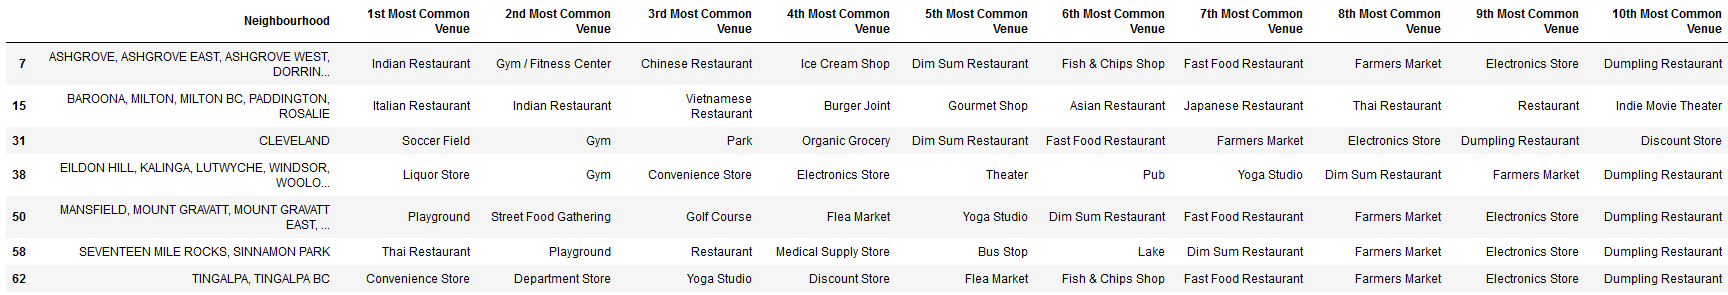 Neighbourhood 1st Most Common Venue 2nd Most Common Venue 3rd Most Common Venue 4th Most Common Venue 5th Most Common Venue 6th Most Common Venue 7th Most Common Venue 8th Most Common Venue 9th Most Common Venue 10th Most Common Venue
7 ASHGROVE, ASHGROVE EAST, ASHGROVE WEST, DORRIN... Indian Restaurant Gym / Fitness Center Chinese Restaurant Ice Cream Shop Dim Sum Restaurant Fish & Chips Shop Fast Food Restaurant Farmers Market Electronics Store Dumpling Restaurant
15 BAROONA, MILTON, MILTON BC, PADDINGTON, ROSALIE Italian Restaurant Indian Restaurant Vietnamese Restaurant Burger Joint Gourmet Shop Asian Restaurant Japanese Restaurant Thai Restaurant Restaurant Indie Movie Theater
31 CLEVELAND Soccer Field Gym Park Organic Grocery Dim Sum Restaurant Fast Food Restaurant Farmers Market Electronics Store Dumpling Restaurant Discount Store
38 EILDON HILL, KALINGA, LUTWYCHE, WINDSOR, WOOLO... Liquor Store Gym Convenience Store Electronics Store Theater Pub Yoga Studio Dim Sum Restaurant Farmers Market Dumpling Restaurant
50 MANSFIELD, MOUNT GRAVATT, MOUNT GRAVATT EAST, ... Playground Street Food Gathering Golf Course Flea Market Yoga Studio Dim Sum Restaurant Fast Food Restaurant Farmers Market Electronics Store Dumpling Restaurant
58 SEVENTEEN MILE ROCKS, SINNAMON PARK Thai Restaurant Playground Restaurant Medical Supply Store Bus Stop Lake Dim Sum Restaurant Farmers Market Electronics Store Dumpling Restaurant
62 TINGALPA, TINGALPA BC Convenience Store Department Store Yoga Studio Discount Store Flea Market Fish & Chips Shop Fast Food Restaurant Farmers Market Electronics Store Dumpling Restaurant